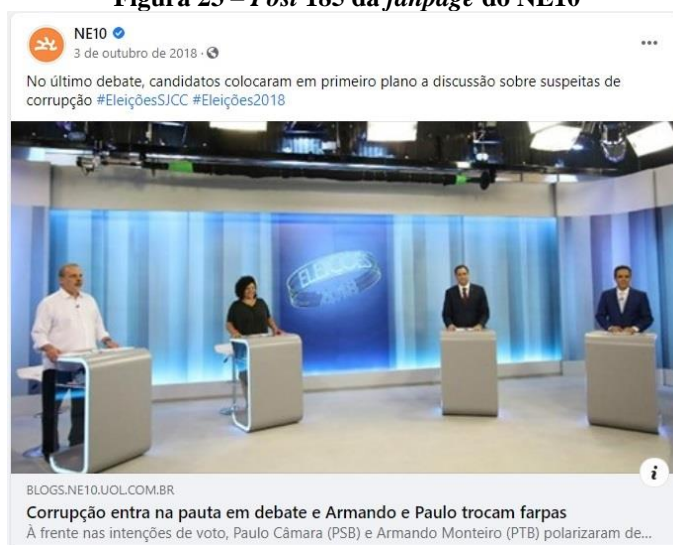 Figura 25 – Post 185 da fanpage do NE10
NE10
3 de outubro de 2018 ·
No último debate, candidatos colocaram em primeiro plano a discussão sobre suspeitas de
corrupção #EleiçõesSJCC #Eleições2018
ELEIÇÕES
2018
BLOGS.NE10.UOL.COM.BR
Corrupção entra na pauta em debate e Armando e Paulo trocam farpas
À frente nas intenções de voto, Paulo Câmara (PSB) e Armando Monteiro (PTB) polarizaram de...